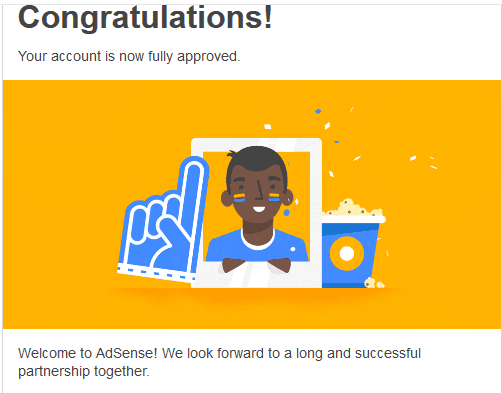 Congratulations!
Your account is now fully approved.
Welcome to AdSense! We look forward to a long and successful
partnership together.